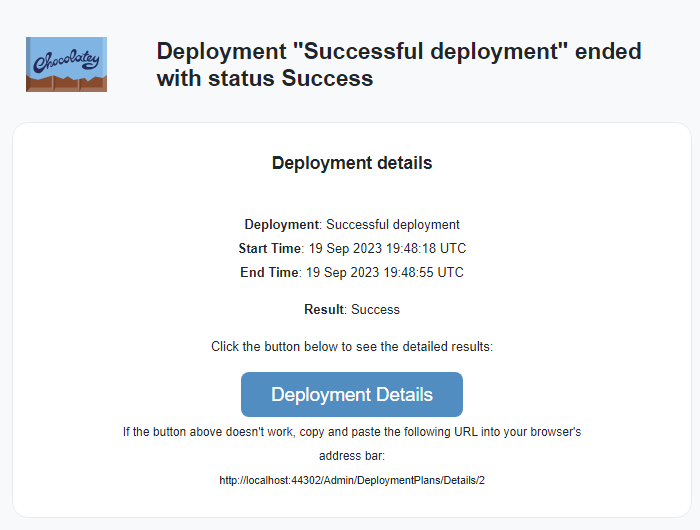 Chocolatey
Deployment "Successful deployment" ended
with status Success
Deployment details
Deployment: Successful deployment
Start Time: 19 Sep 2023 19:48:18 UTC
End Time: 19 Sep 2023 19:48:55 UTC
Result: Success
Click the button below to see the detailed results:
Deployment Details
If the button above doesn't work, copy and paste the following URL into your browser's
address bar:
http://localhost:44302/Admin/DeploymentPlans/Details/2